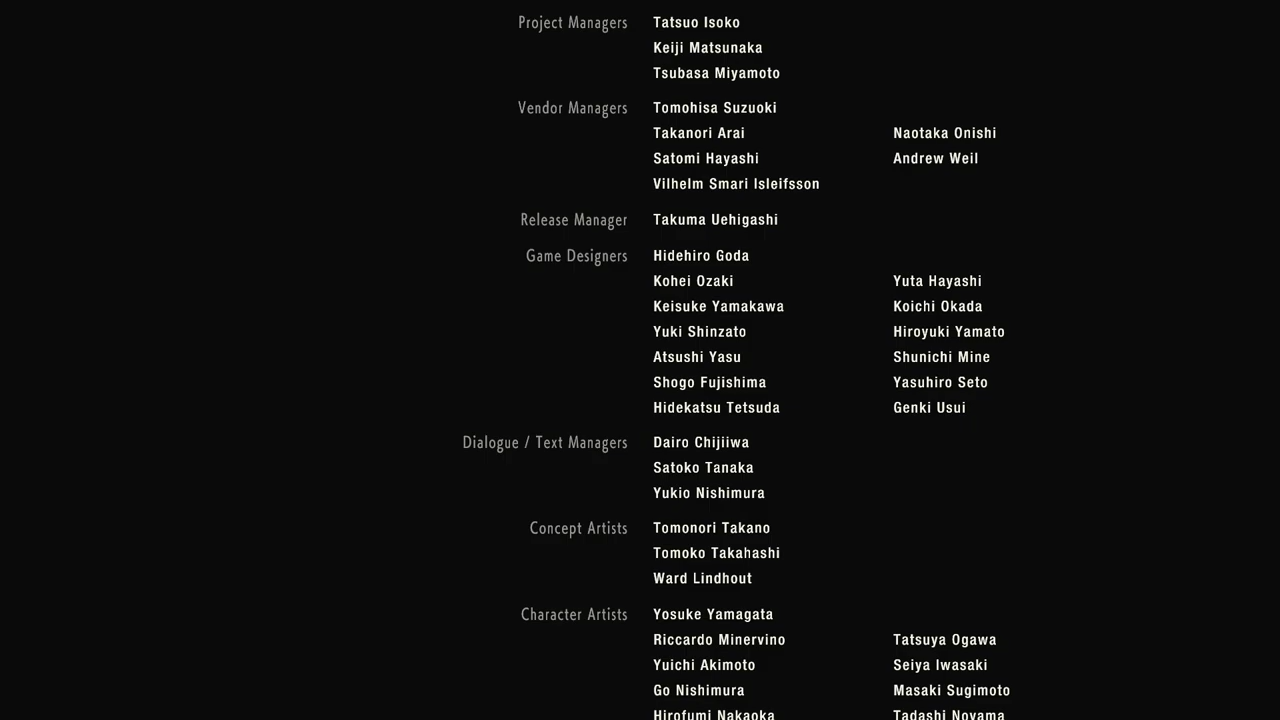 Project Managers Tatsuo Isoko
Keiji Matsunaka
Tsubasa Miyamoto
Vendor Managers Tomohisa Suzuoki
Takanori Arai Naotaka Onishi
Satomi Hayashi Andrew Weil
Vilhelm Smari Isleifsson
Release Manager Takuma Uehigashi
Game Designers Hidehiro Goda
Kohei Ozaki Yuta Hayashi
Keisuke Yamakawa Koichi Okada
Yuki Shinzato Hiroyuki Yamato
Atsushi Yasu Shunichi Mine
Shogo Fujishima Yasuhiro Seto
Hidekatsu Tetsuda Genki Usui
Dialogue / Text Managers Dairo Chijiiwa
Satoko Tanaka
Yukio Nishimura
Concept Artists Tomonori Takano
Tomoko Takahashi
Ward Lindhout
Character Artists Yosuke Yamagata
Riccardo Minervino Tatsuya Ogawa
Yuichi Akimoto Seiya Iwasaki
Go Nishimura Masaki Sugimoto
Hirofumi Nakaoka Tadashi Noyama